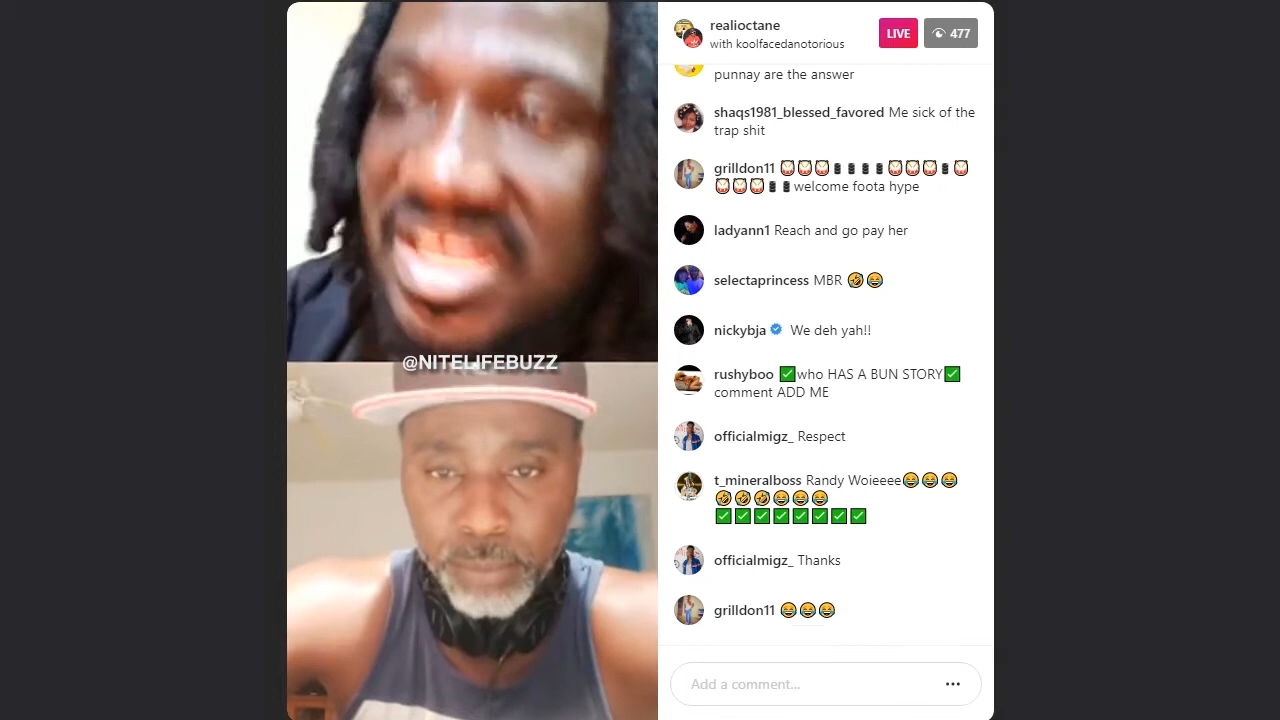 realioctane
with koolfacedanotorious
LIVE
477
punnay are the answer
shaqs1981_blessed_favored Me sick of the
trap shit
grilldon11 🥁🥁🥁🛢🛢🛢🛢🥁🥁🥁🛢🥁
🥁🥁🥁🛢🛢welcome foota hype
ladyann1 Reach and go pay her
selectaprincess MBR 🤣😂
nickybja We deh yah!!
rushyboo ✅who HAS A BUN STORY✅
comment ADD ME
officialmigz_ Respect
t_mineralboss Randy Woieeee😂😂😂
🤣🤣🤣😂😂😂
✅✅✅✅✅✅✅✅
officialmigz_ Thanks
grilldon11 😂😂😂
Add a comment...
@NITELIFEBUZZ